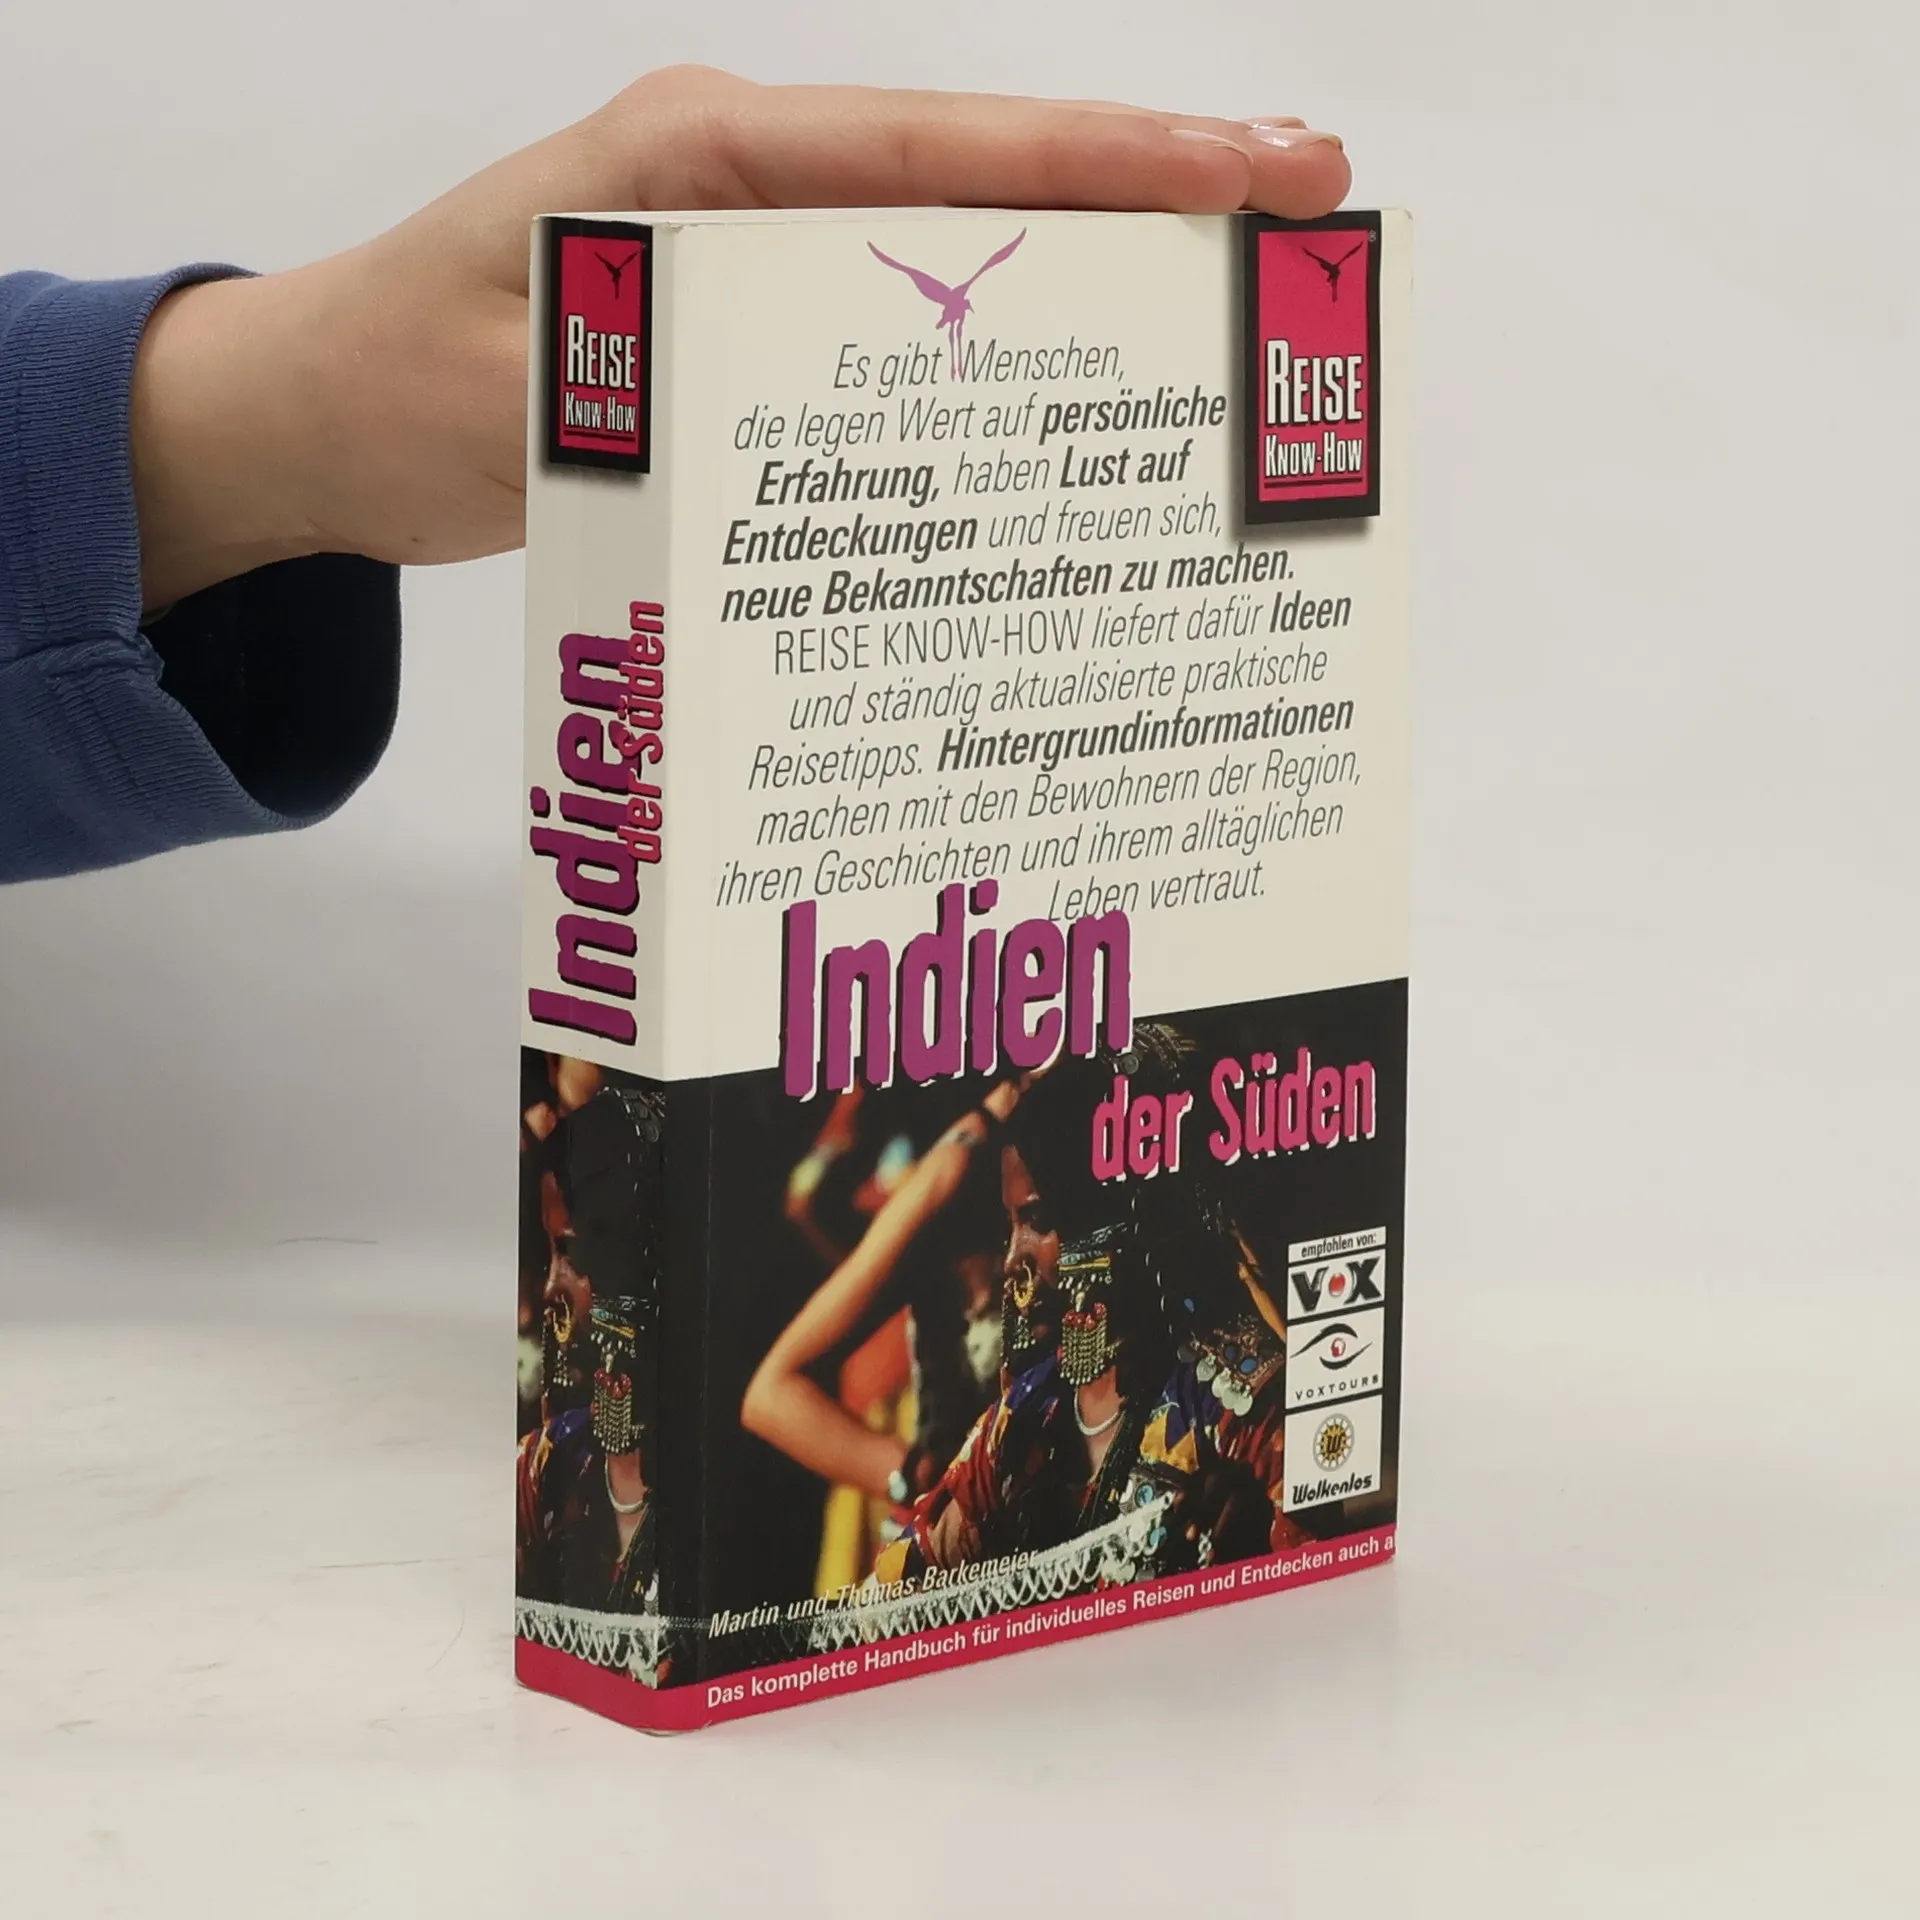 REISE
KNOW-HOW
Indien
der Süden
Es gibt Menschen,
die legen Wert auf persönliche
Erfahrung, haben Lust auf
Entdeckungen und freuen sich,
neue Bekanntschaften zu machen.
REISE KNOW-HOW liefert dafür Ideen
und ständig aktualisierte praktische
Reisetipps. Hintergrundinformationen
machen mit den Bewohnern der Region,
ihren Geschichten und ihrem alltäglichen
Leben vertraut.
REISE
KNOW-HOW
®
Indien
der Süden
empfohlen von:
VOX
VOXTOURS
W
Wolkenlos
Martin und Thomas Barkemeier
Das komplette Handbuch für individuelles Reisen und Entdecken auch a